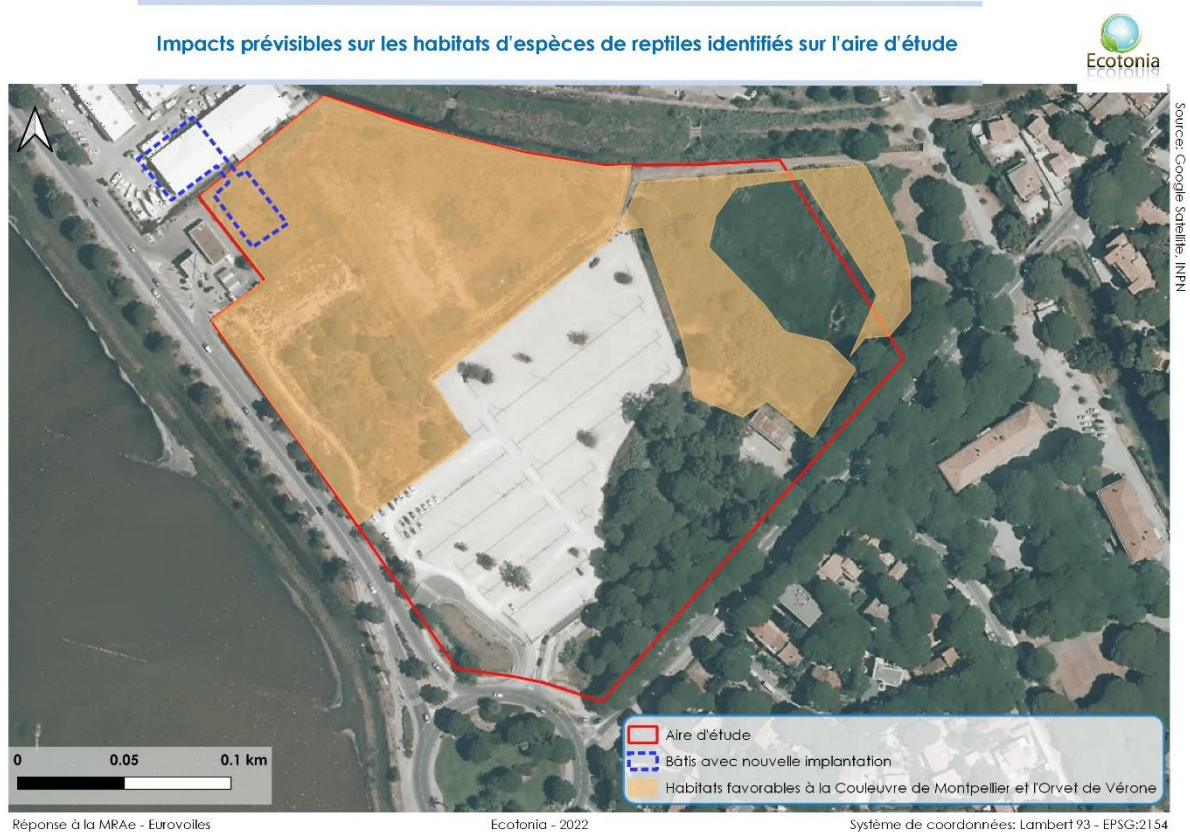 Impacts prévisibles sur les habitats d'espèces de reptiles identifiés sur l'aire d'étude
Ecotonia
Source: Google Satellite, INPN
0 0.05 0.1 km
Aire d'étude
Bâtis avec nouvelle implantation
Habitats favorables à la Couleuvre de Montpellier et l'Orvet de Vérone
Réponse à la MRAe - Eurovoiles
Ecotonia - 2022
Système de coordonnées: Lambert 93 - EPSG:2154